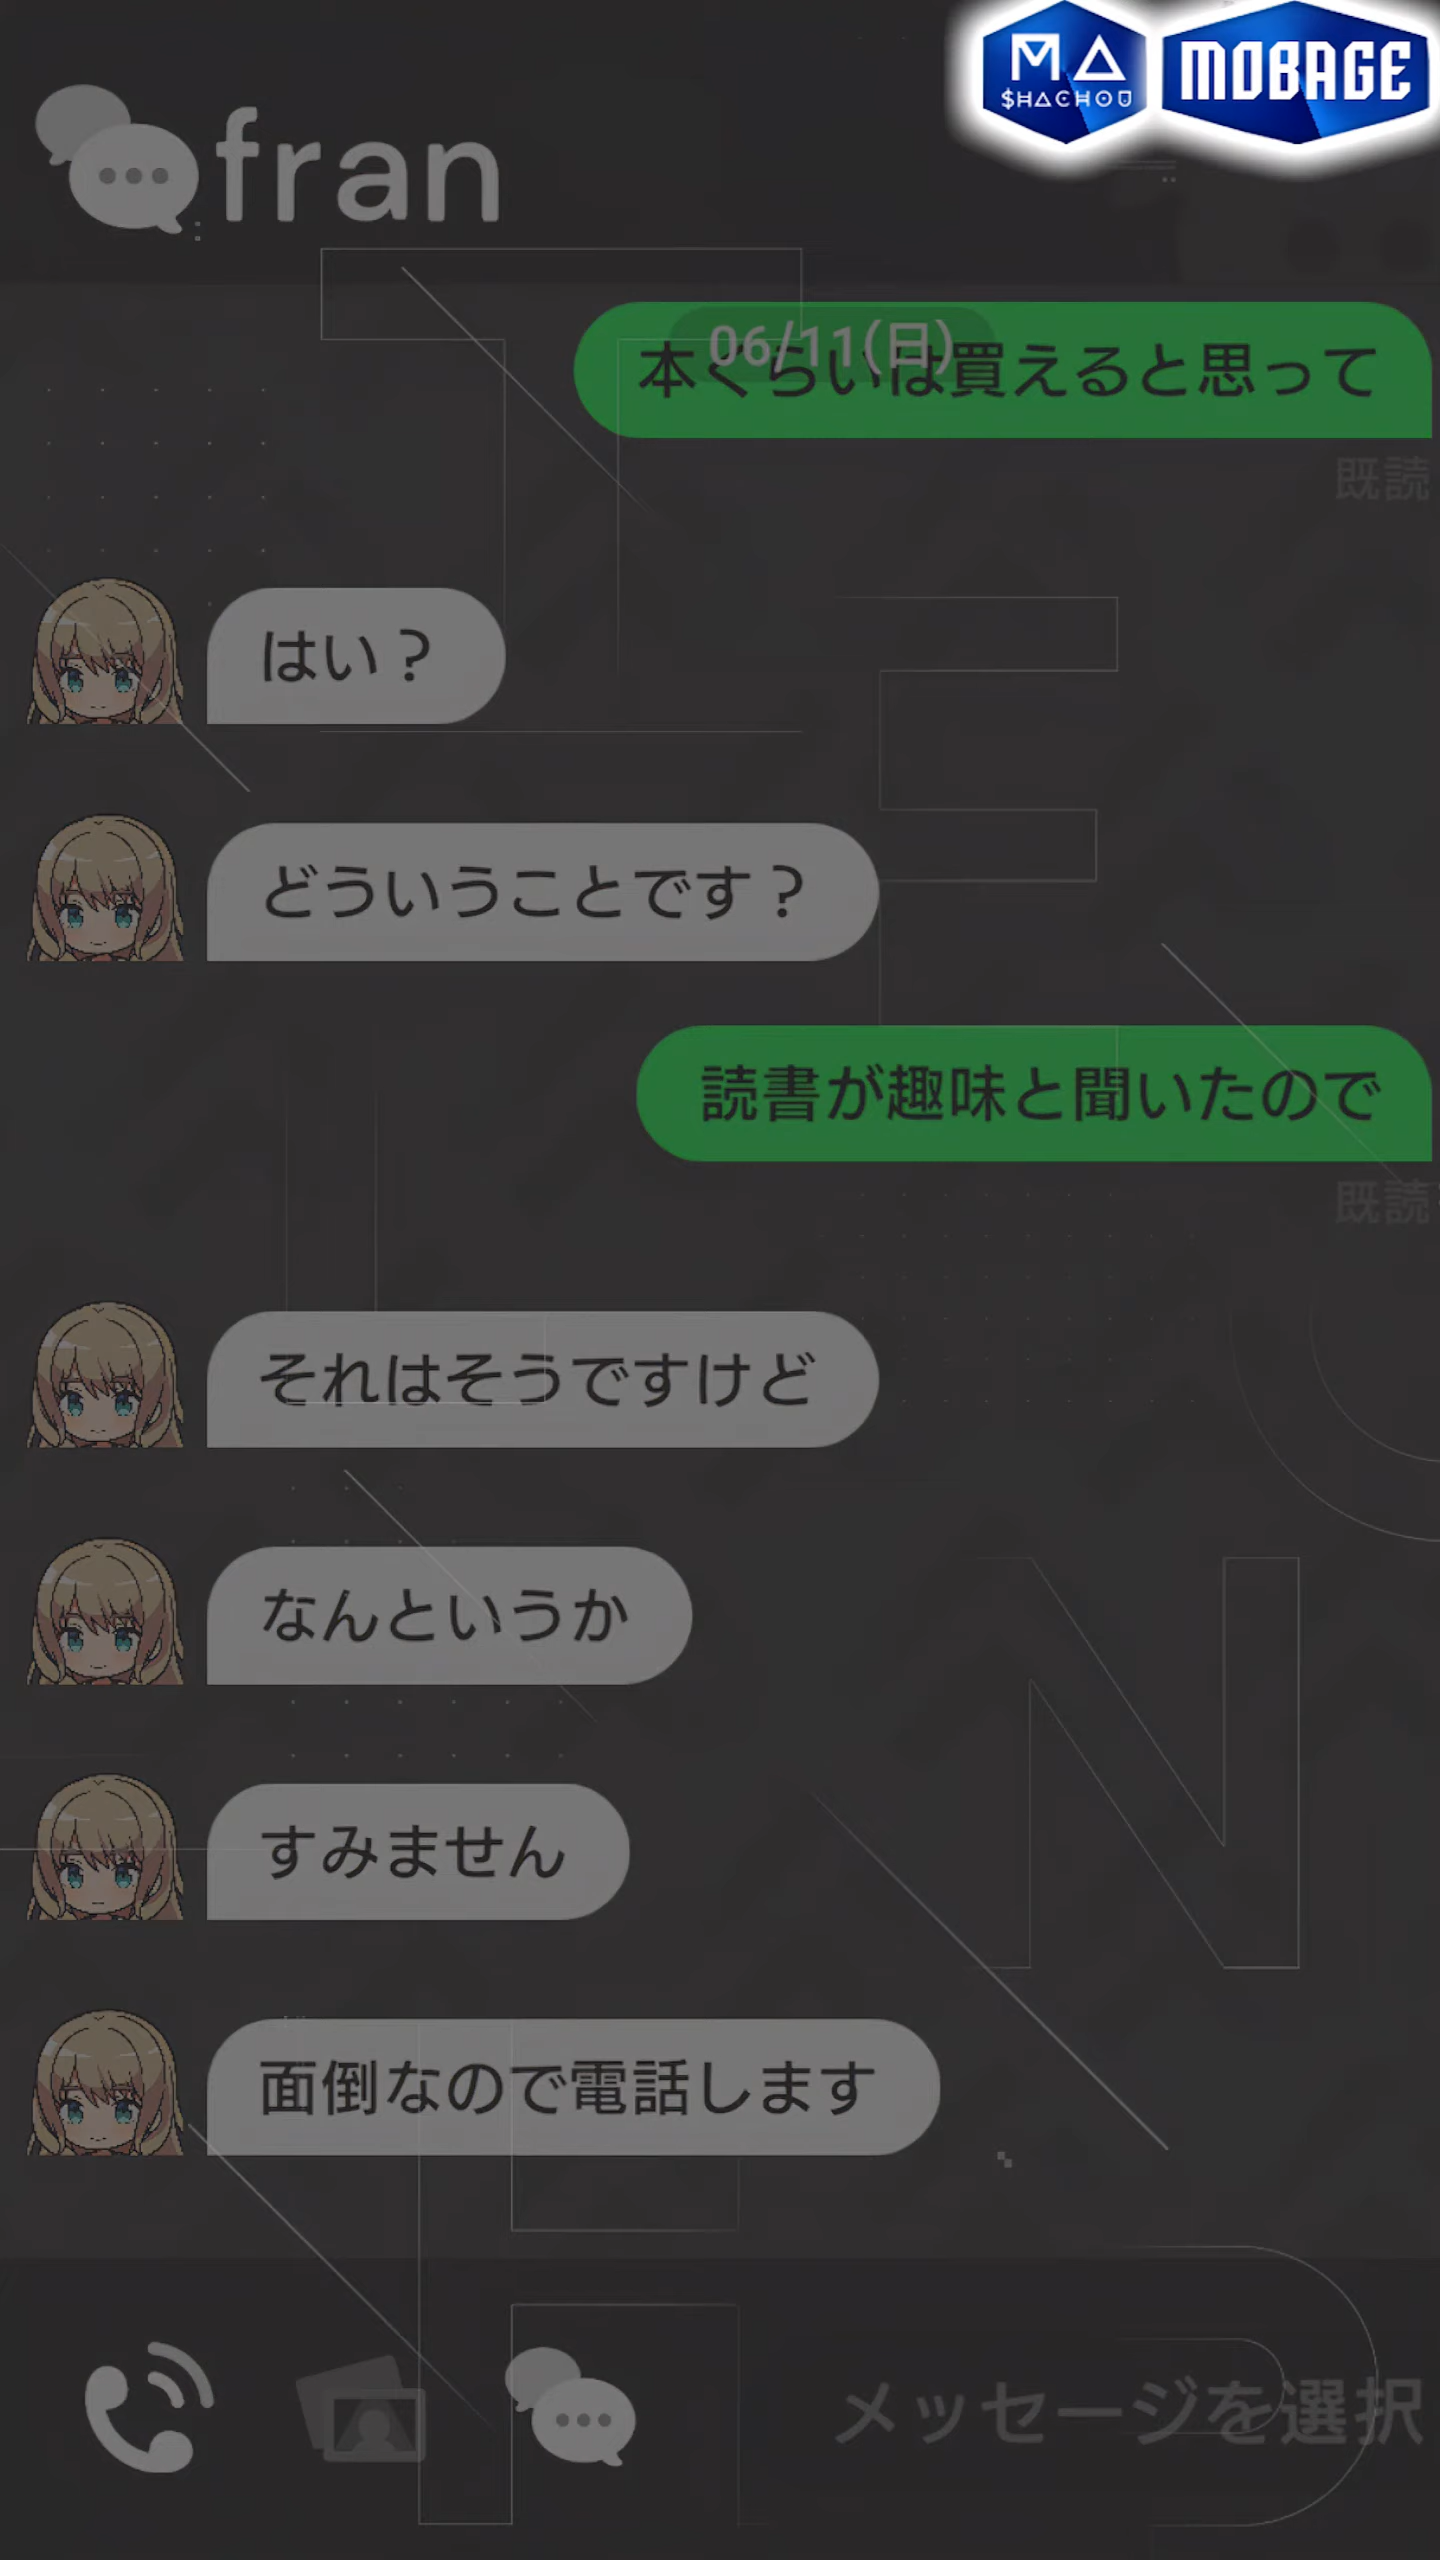 MA
$HACHOU
MOBAGE
fran
06/11(日)
本くらいは買えると思って
既読
はい？
どういうことです？
読書が趣味と聞いたので
既読
それはそうですけど
なんというか
すみません
面倒なので電話します
メッセージを選択